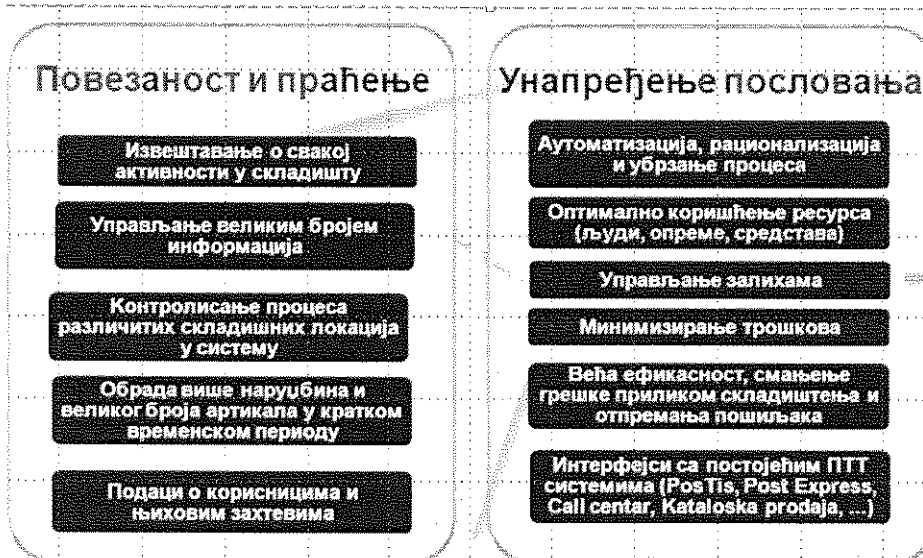 Повезаност и праћење
Извештавање о свакој
активности у складишту
Управљање великим бројем
информација
Контролисање процеса
различитих складишних локација
у систему
Обрада више наруџбина и
великог броја артикала у кратком
временском периоду
Подаци о корисницима и
њиховим захтевима
Унапређење пословања
Аутоматизација, рационализација
и убрзање процеса
Оптимално коришћење ресурса
(људи, опреме, средстава)
Управљање залихама
Минимизирање трошкова
Већа ефикасност, смањење
грешке приликом складиштења и
отпремања пошиљака
Интерфејси са постојећим ПТТ
системима (PosTis, Post Express,
Call centar, Kataloska prodaja, ...)